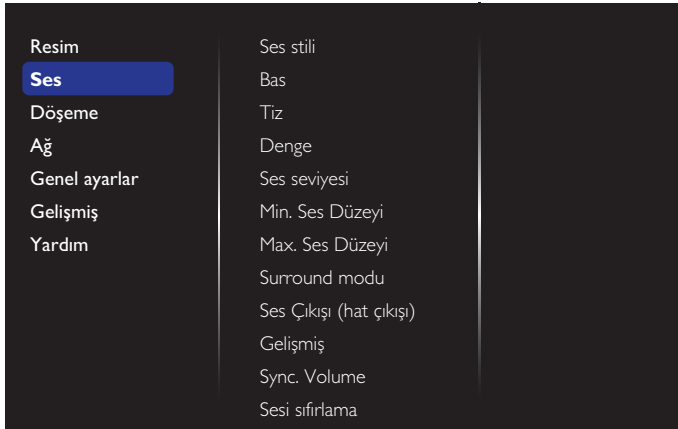 Resim
Ses
Döşeme
Ağ
Genel ayarlar
Gelişmiş
Yardım
Ses stili
Bas
Tiz
Denge
Ses seviyesi
Min. Ses Düzeyi
Max. Ses Düzeyi
Surround modu
Ses Çıkışı (hat çıkışı)
Gelişmiş
Sync. Volume
Sesi sıfırlama